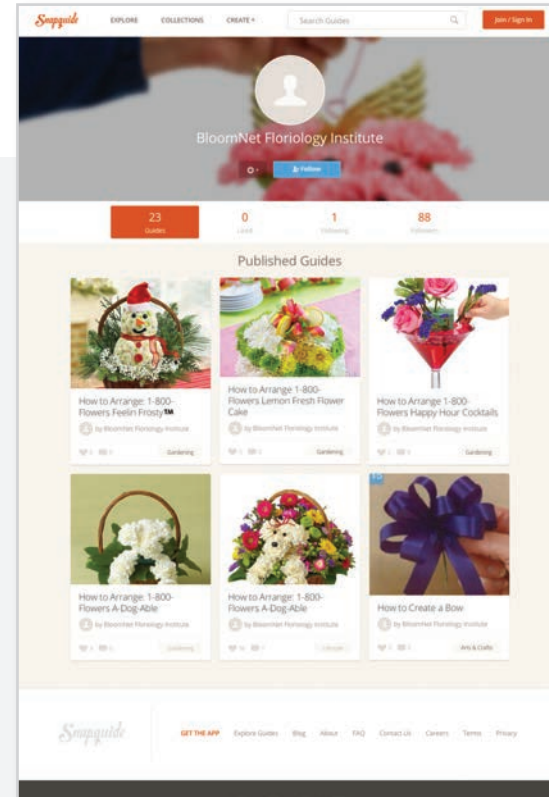 Snapguide
EXPLORE
COLLECTIONS
CREATE +
Search Guides
Join / Sign In
BloomNet Floriology Institute
Follow
23
Guides
0
Liked
1
Following
88
Followers
Published Guides
How to Arrange: 1-800-
Flowers Feelin Frosty™
by BloomNet Floriology Institute
Gardening
How to Arrange 1-800-
Flowers Lemon Fresh Flower
Cake
by BloomNet Floriology Institute
Gardening
How to Arrange 1-800-
Flowers Happy Hour Cocktails
by BloomNet Floriology Institute
Gardening
How to Arrange: 1-800-
Flowers A-Dog-Able
by BloomNet Floriology Institute
Gardening
How to Arrange: 1-800-
Flowers A-Dog-Able
by BloomNet Floriology Institute
Lifestyle
How to Create a Bow
by BloomNet Floriology Institute
Arts & Crafts
Snapguide
GET THE APP
Explore Guides
Blog
About
FAQ
Contact Us
Careers
Terms
Privacy